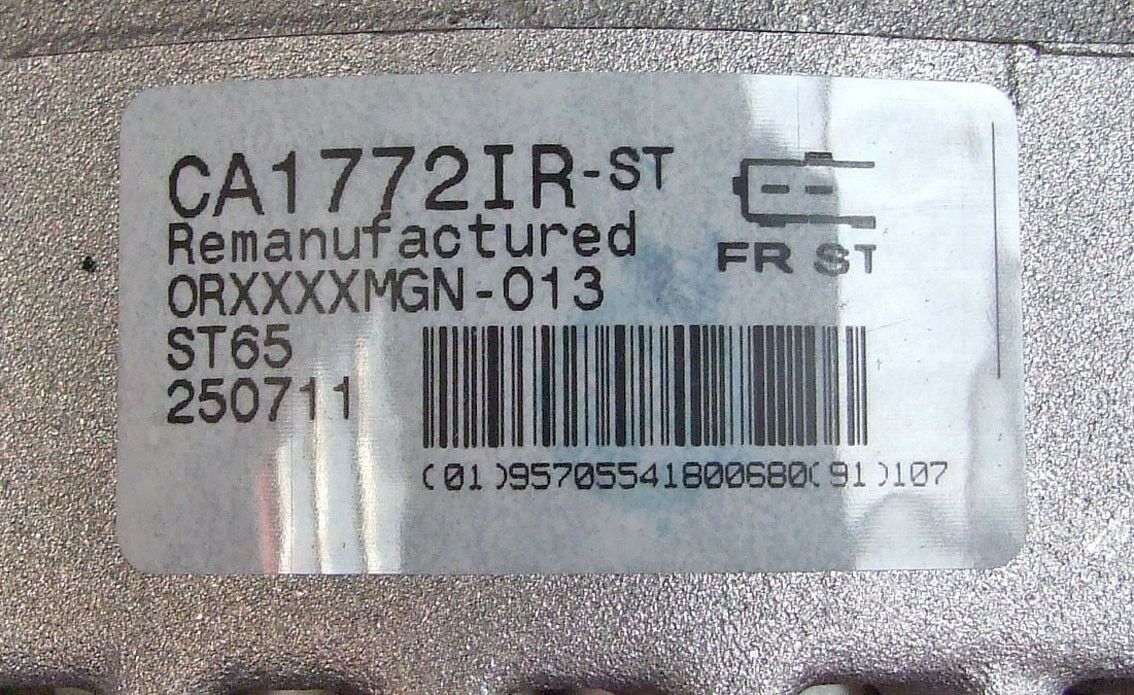 CA1772IR-ST
Remanufactured
ORXXXXMGN-013
FR ST
ST65
250711
(01)95705541800680(91)107